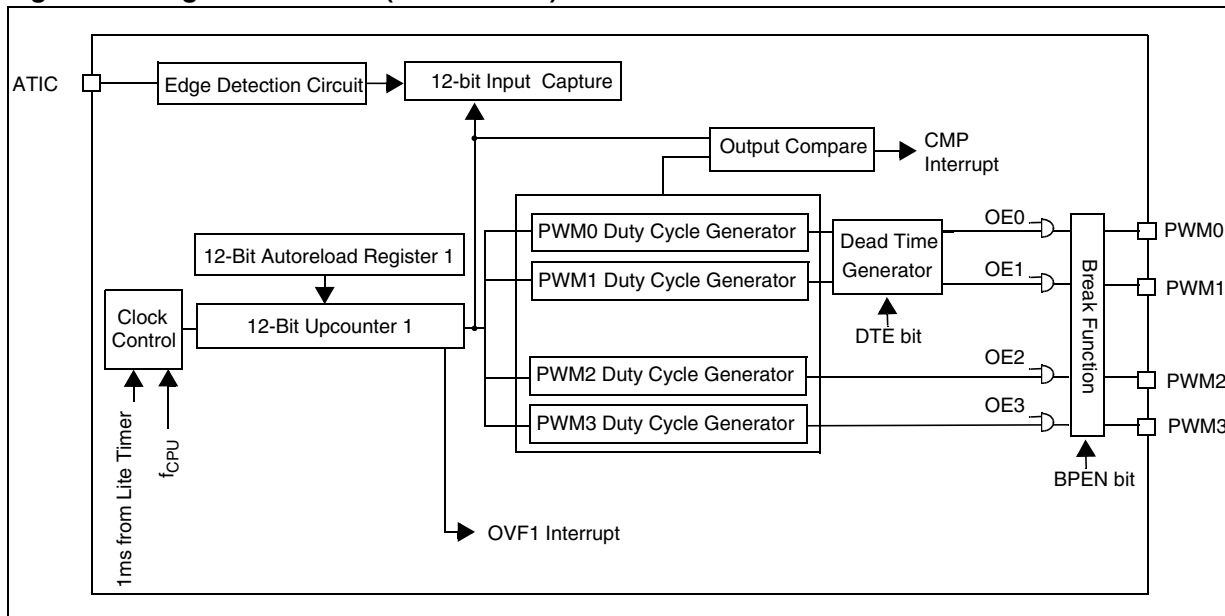 ATIC
Edge Detection Circuit
12-bit Input Capture
Output Compare
CMP
Interrupt
PWM0 Duty Cycle Generator
PWM1 Duty Cycle Generator
PWM2 Duty Cycle Generator
PWM3 Duty Cycle Generator
Dead Time
Generator
DTE bit
OE0
OE1
OE2
OE3
Break Function
BPEN bit
PWM0
PWM1
PWM2
PWM3
12-Bit Autoreload Register 1
12-Bit Upcounter 1
Clock
Control
1ms from Lite Timer
fCPU
OVF1 Interrupt